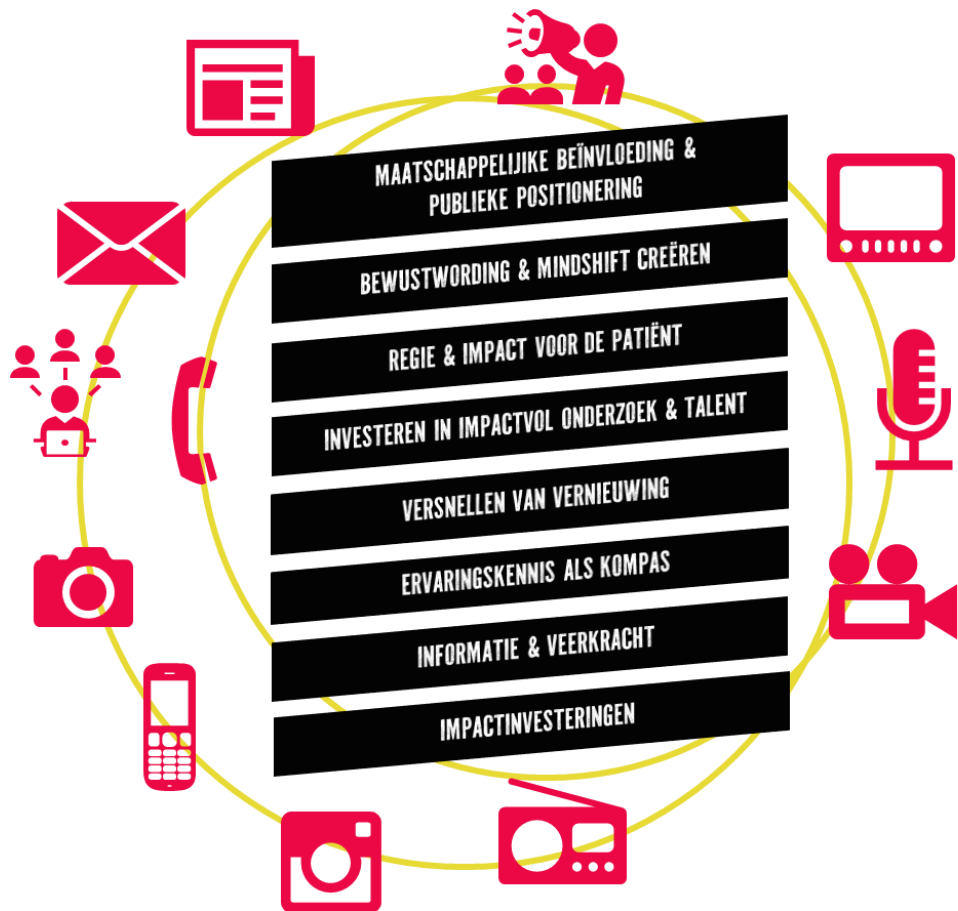 MAATSCHAPPELIJKE BEÏNVLOEDING &
PUBLIEKE POSITIONERING
BEWUSTWORDING & MINDSHIFT CREËREN
REGIE & IMPACT VOOR DE PATIËNT
INVESTEREN IN IMPACTVOL ONDERZOEK & TALENT
VERSNELLEN VAN VERNIEUWING
ERVARINGSKENNIS ALS KOMPAS
INFORMATIE & VEERKRACHT
IMPACTINVESTERINGEN